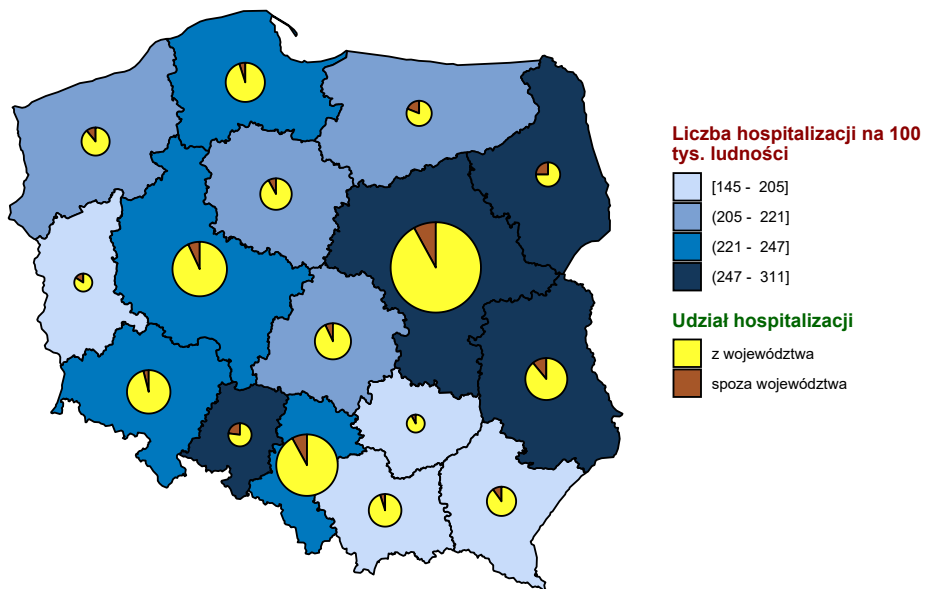 Liczba hospitalizacji na 100
tys. ludności
[145 - 205]
(205 - 221]
(221 - 247]
(247 - 311]
Udział hospitalizacji
z województwa
spoza województwa